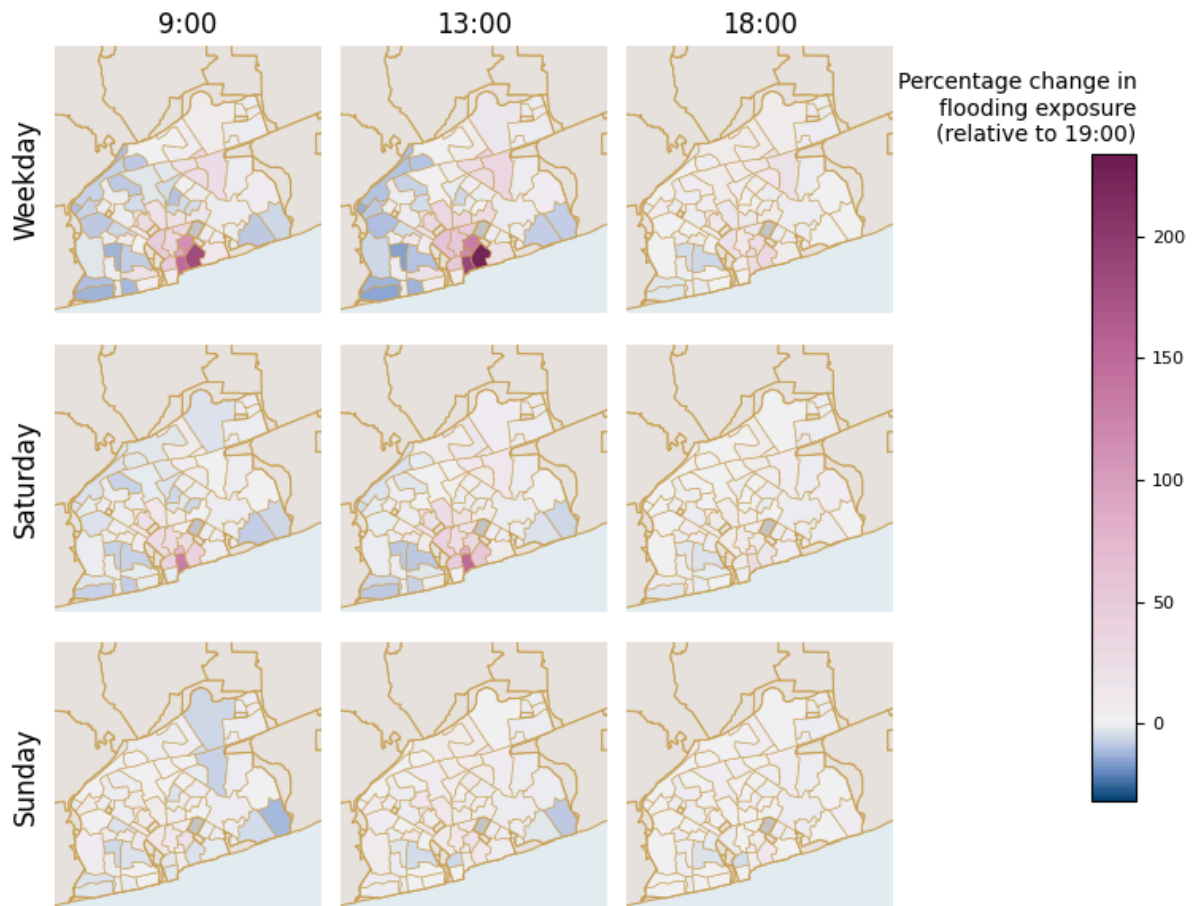 9:00
13:00
18:00
Percentage change in
flooding exposure
(relative to 19:00)
Weekday
Saturday
Sunday
200
150
100
50
0